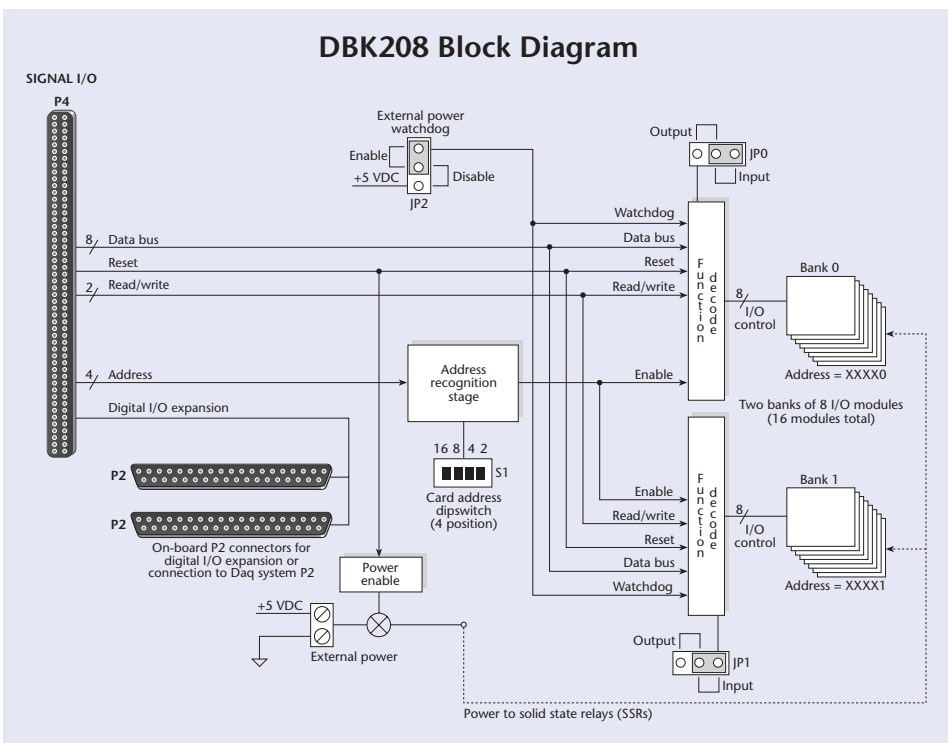 DBK208 Block Diagram
SIGNAL I/O
P4
External power
watchdog
Enable
+5 VDC
Disable
JP2
Output
JP0
Input
8
Data bus
Reset
2
Read/write
Watchdog
Data bus
Reset
Read/write
Function
decode
8
I/O
control
Bank 0
Address = XXXX0
4
Address
Address
recognition
stage
Enable
Digital I/O expansion
Two banks of 8 I/O modules
(16 modules total)
16 8 4 2
S1
Card address
dipswitch
(4 position)
P2
P2
On-board P2 connectors for
digital I/O expansion or
connection to Daq system P2
Enable
Read/write
Reset
Data bus
Watchdog
Function
decode
8
I/O
control
Bank 1
Address = XXXX1
Power
enable
+5 VDC
External power
Output
JP1
Input
Power to solid state relays (SSRs)